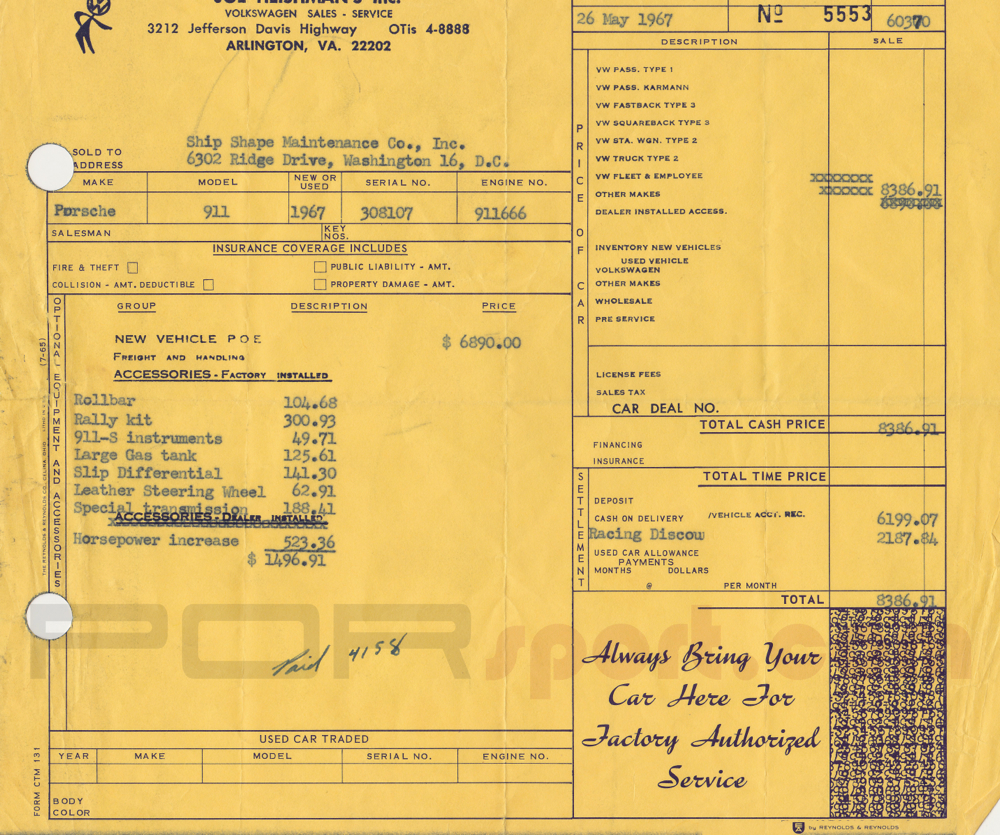 VOLKSWAGEN SALES - SERVICE
3212 Jefferson Davis Highway OTis 4-8888
ARLINGTON, VA. 22202
26 May 1967 Nº 5553 60370
DESCRIPTION SALE
SOLD TO Ship Shape Maintenance Co., Inc.
ADDRESS 6302 Ridge Drive, Washington 16, D.C.
MAKE MODEL NEW OR USED SERIAL NO. ENGINE NO.
Porsche 911 1967 308107 911666
SALESMAN KEY NOS.
INSURANCE COVERAGE INCLUDES
FIRE & THEFT PUBLIC LIABILITY - AMT.
COLLISION - AMT. DEDUCTIBLE PROPERTY DAMAGE - AMT.
OPTIONAL EQUIPMENT AND ACCESSORIES
GROUP DESCRIPTION PRICE
NEW VEHICLE POE $ 6890.00
FREIGHT AND HANDLING
ACCESSORIES - FACTORY INSTALLED
Rollbar 104.68
Rally kit 300.93
911-S instruments 49.71
Large Gas tank 125.61
Slip Differential 141.30
Leather Steering Wheel 62.91
Special transmission 188.41
ACCESSORIES - DEALER INSTALLED
Horsepower increase 523.36
$ 1496.91
Paid 4158
USED CAR TRADED
YEAR MAKE MODEL SERIAL NO. ENGINE NO.
BODY
COLOR
FORM CTM 131
(7-65)
PRICE OF CAR
VW PASS. TYPE 1
VW PASS. KARMANN
VW FASTBACK TYPE 3
VW SQUAREBACK TYPE 3
VW STA. WGN. TYPE 2
VW TRUCK TYPE 2
VW FLEET & EMPLOYEE XXXXXXXX
OTHER MAKES XXXXXXX 8386.91
DEALER INSTALLED ACCESS.
INVENTORY NEW VEHICLES
USED VEHICLE
VOLKSWAGEN
OTHER MAKES
WHOLESALE
PRE SERVICE
LICENSE FEES
SALES TAX
CAR DEAL NO.
TOTAL CASH PRICE 8386.91
FINANCING
INSURANCE
TOTAL TIME PRICE
SETTLEMENT
DEPOSIT
CASH ON DELIVERY /VEHICLE ACCT. REC. 6199.07
Racing Discou 2187.84
USED CAR ALLOWANCE
PAYMENTS
MONTHS DOLLARS
@ PER MONTH
TOTAL 8386.91
Always Bring Your
Car Here For
Factory Authorized
Service
by REYNOLDS & REYNOLDS
PORsport.com